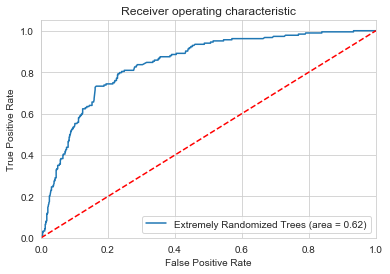 Receiver operating characteristic
True Positive Rate
1.0
0.8
0.6
0.4
0.2
0.0
Extremely Randomized Trees (area = 0.62)
0.0 0.2 0.4 0.6 0.8 1.0
False Positive Rate